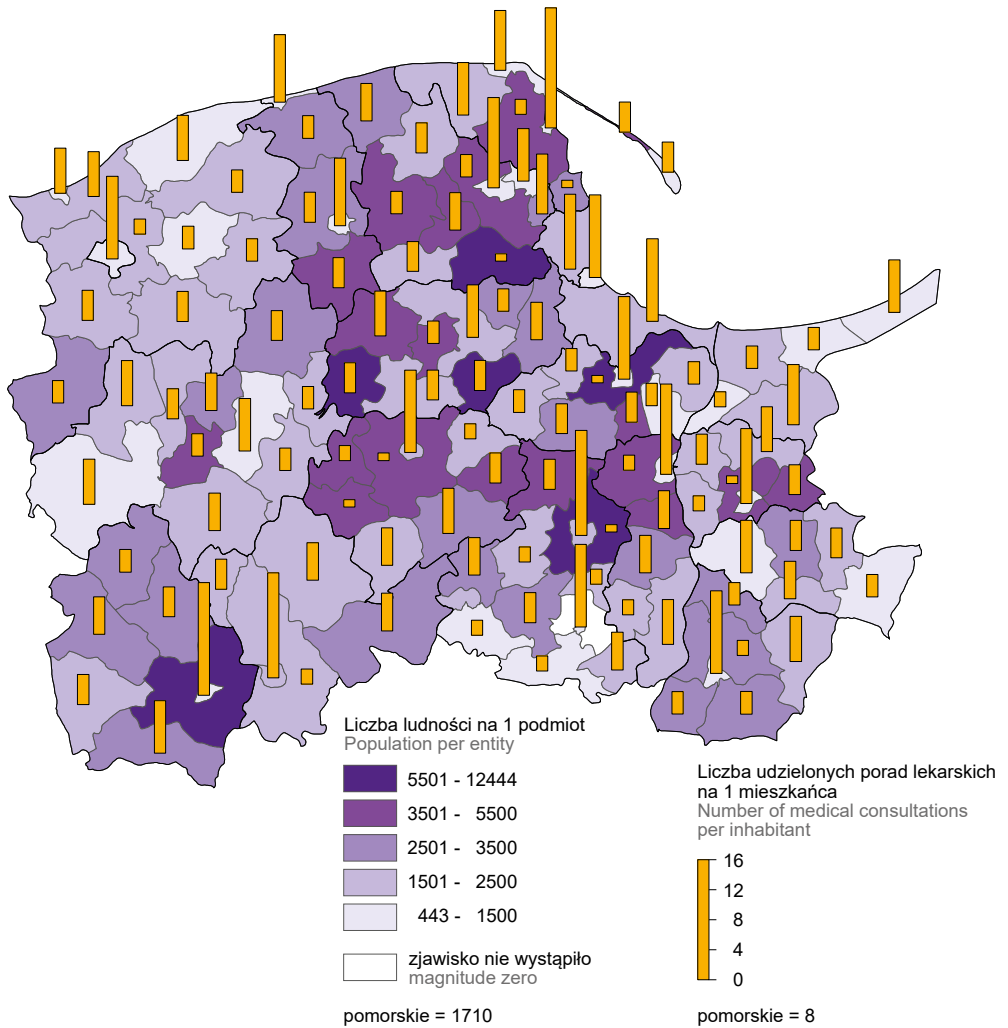 Liczba ludności na 1 podmiot
Population per entity
5501 - 12444
3501 - 5500
2501 - 3500
1501 - 2500
443 - 1500
zjawisko nie wystąpiło
magnitude zero
pomorskie = 1710
Liczba udzielonych porad lekarskich
na 1 mieszkańca
Number of medical consultations
per inhabitant
16
12
8
4
0
pomorskie = 8